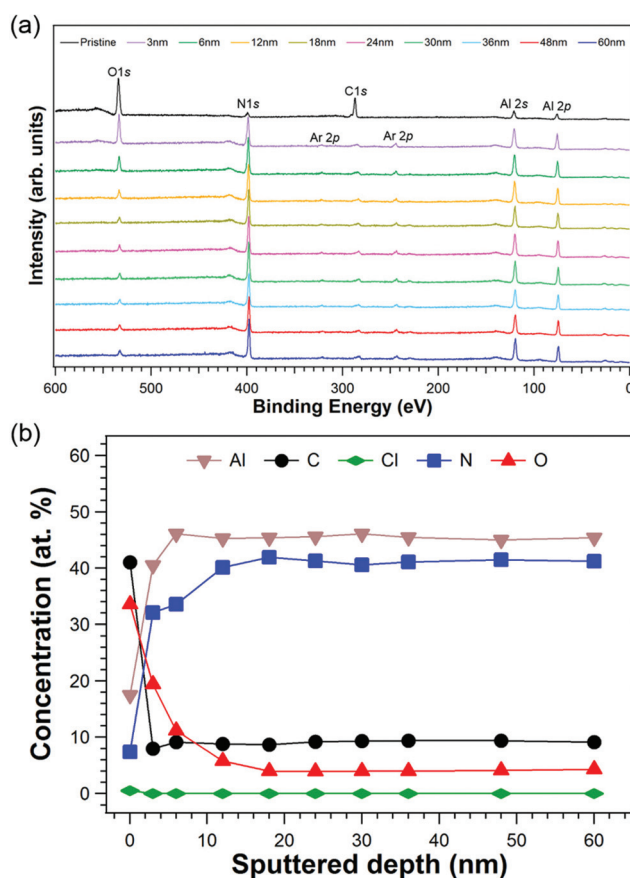 (a)
Pristine 3nm 6nm 12nm 18nm 24nm 30nm 36nm 48nm 60nm
O1s
N1s
C1s
Al 2s
Al 2p
Ar 2p
Ar 2p
Intensity (arb. units)
600 500 400 300 200 100 0
Binding Energy (eV)
(b)
Al C Cl N O
60
50
40
30
20
10
0
Concentration (at. %)
0 10 20 30 40 50 60
Sputtered depth (nm)